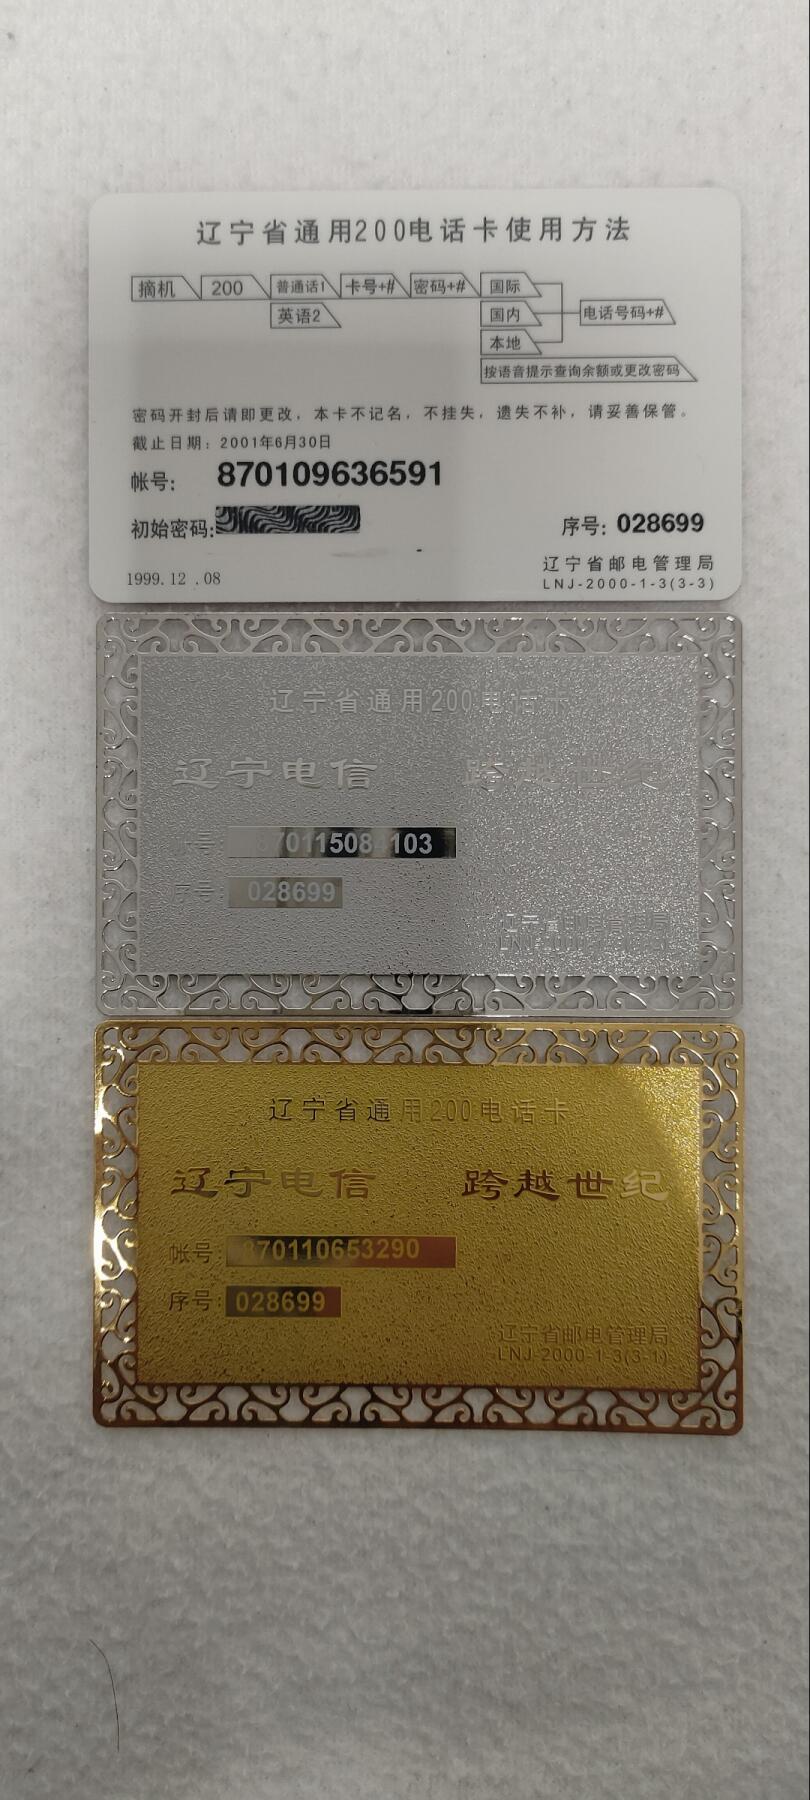 辽宁省通用200电话卡使用方法
摘机 200 普通话1 卡号+# 密码+# 国际
英语2 国内 电话号码+#
本地
按语音提示查询余额或更改密码
密码开封后请即更改，本卡不记名，不挂失，遗失不补，请妥善保管。
截止日期：2001年6月30日
帐号： 870109636591
初始密码:
序号: 028699
辽宁省邮电管理局
1999.12 .08
LNJ-2000-1-3(3-3)
辽宁省通用200电话卡
辽宁电信 跨越世纪
号
序号: 028699
辽宁省邮电管理局
辽宁省通用200电话卡
辽宁电信 跨越世纪
帐号: 870110653290
序号: 028699
辽宁省邮电管理局
LNJ-2000-1-3(3-1)